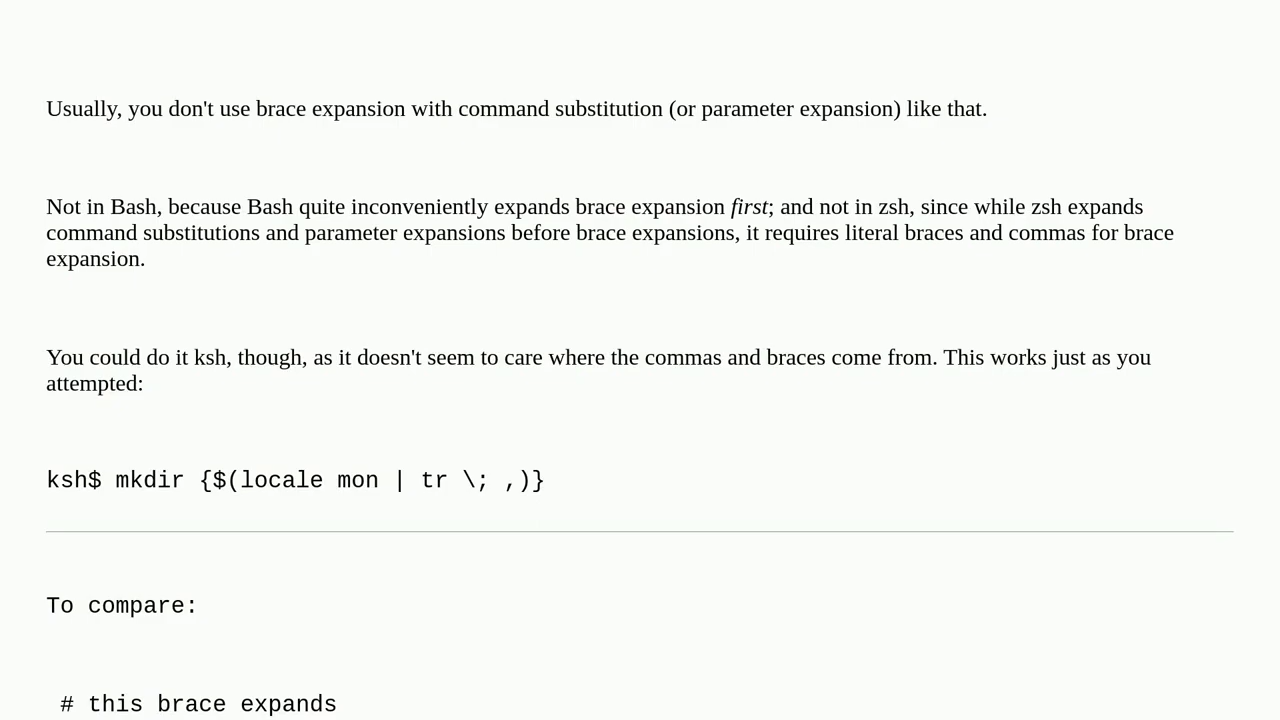 Usually, you don't use brace expansion with command substitution (or parameter expansion) like that.
Not in Bash, because Bash quite inconveniently expands brace expansion first; and not in zsh, since while zsh expands
command substitutions and parameter expansions before brace expansions, it requires literal braces and commas for brace
expansion.
You could do it ksh, though, as it doesn't seem to care where the commas and braces come from. This works just as you
attempted:
ksh$ mkdir {$(locale mon | tr \; ,)}
To compare:
# this brace expands